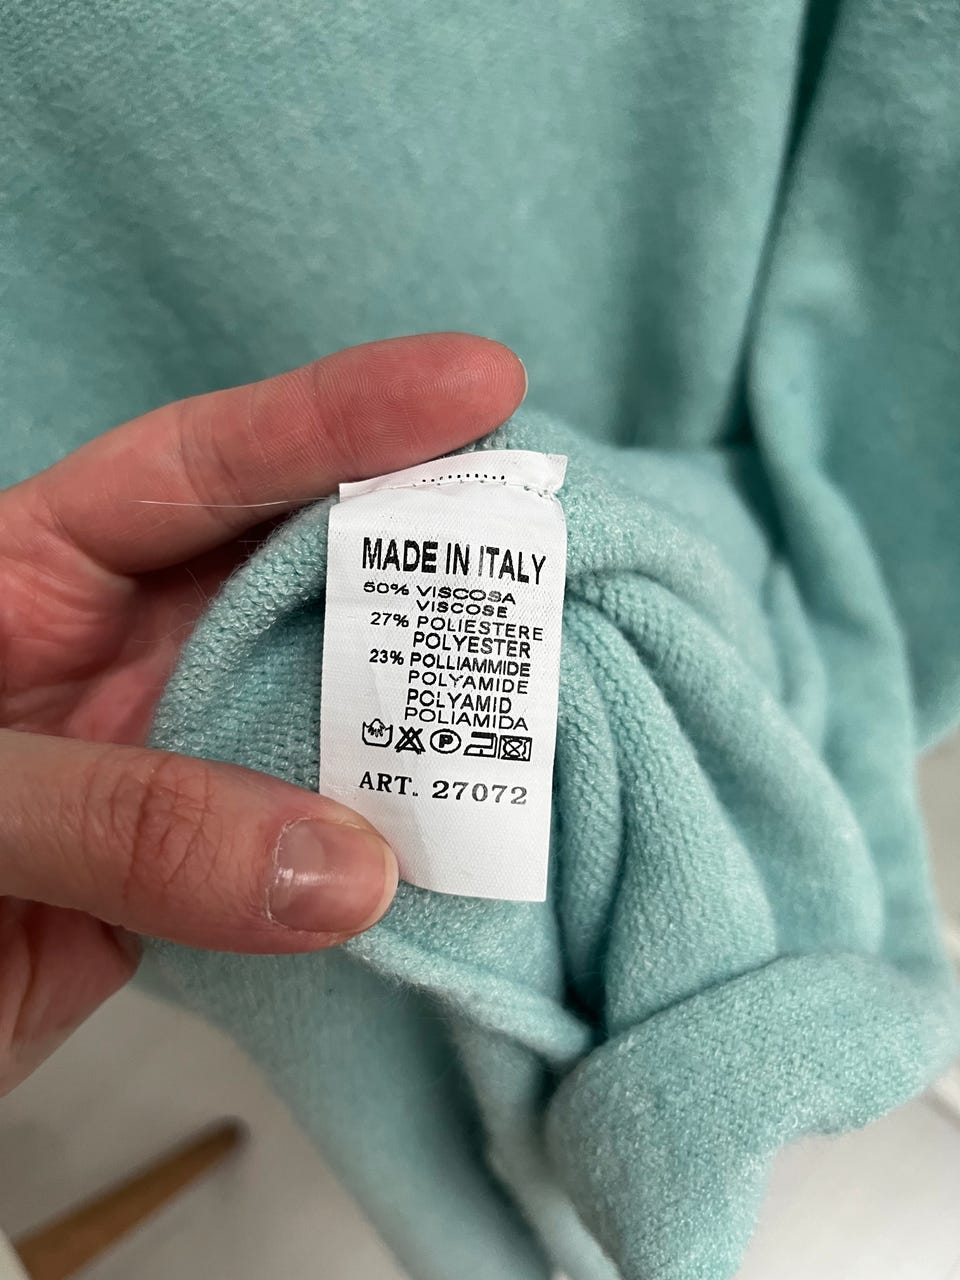 MADE IN ITALY
50% VISCOSA
VISCOSE
27% POLIESTERE
POLYESTER
23% POLLIAMMIDE
POLYAMIDE
POLYAMID
POLIAMIDA
P
ART. 27072